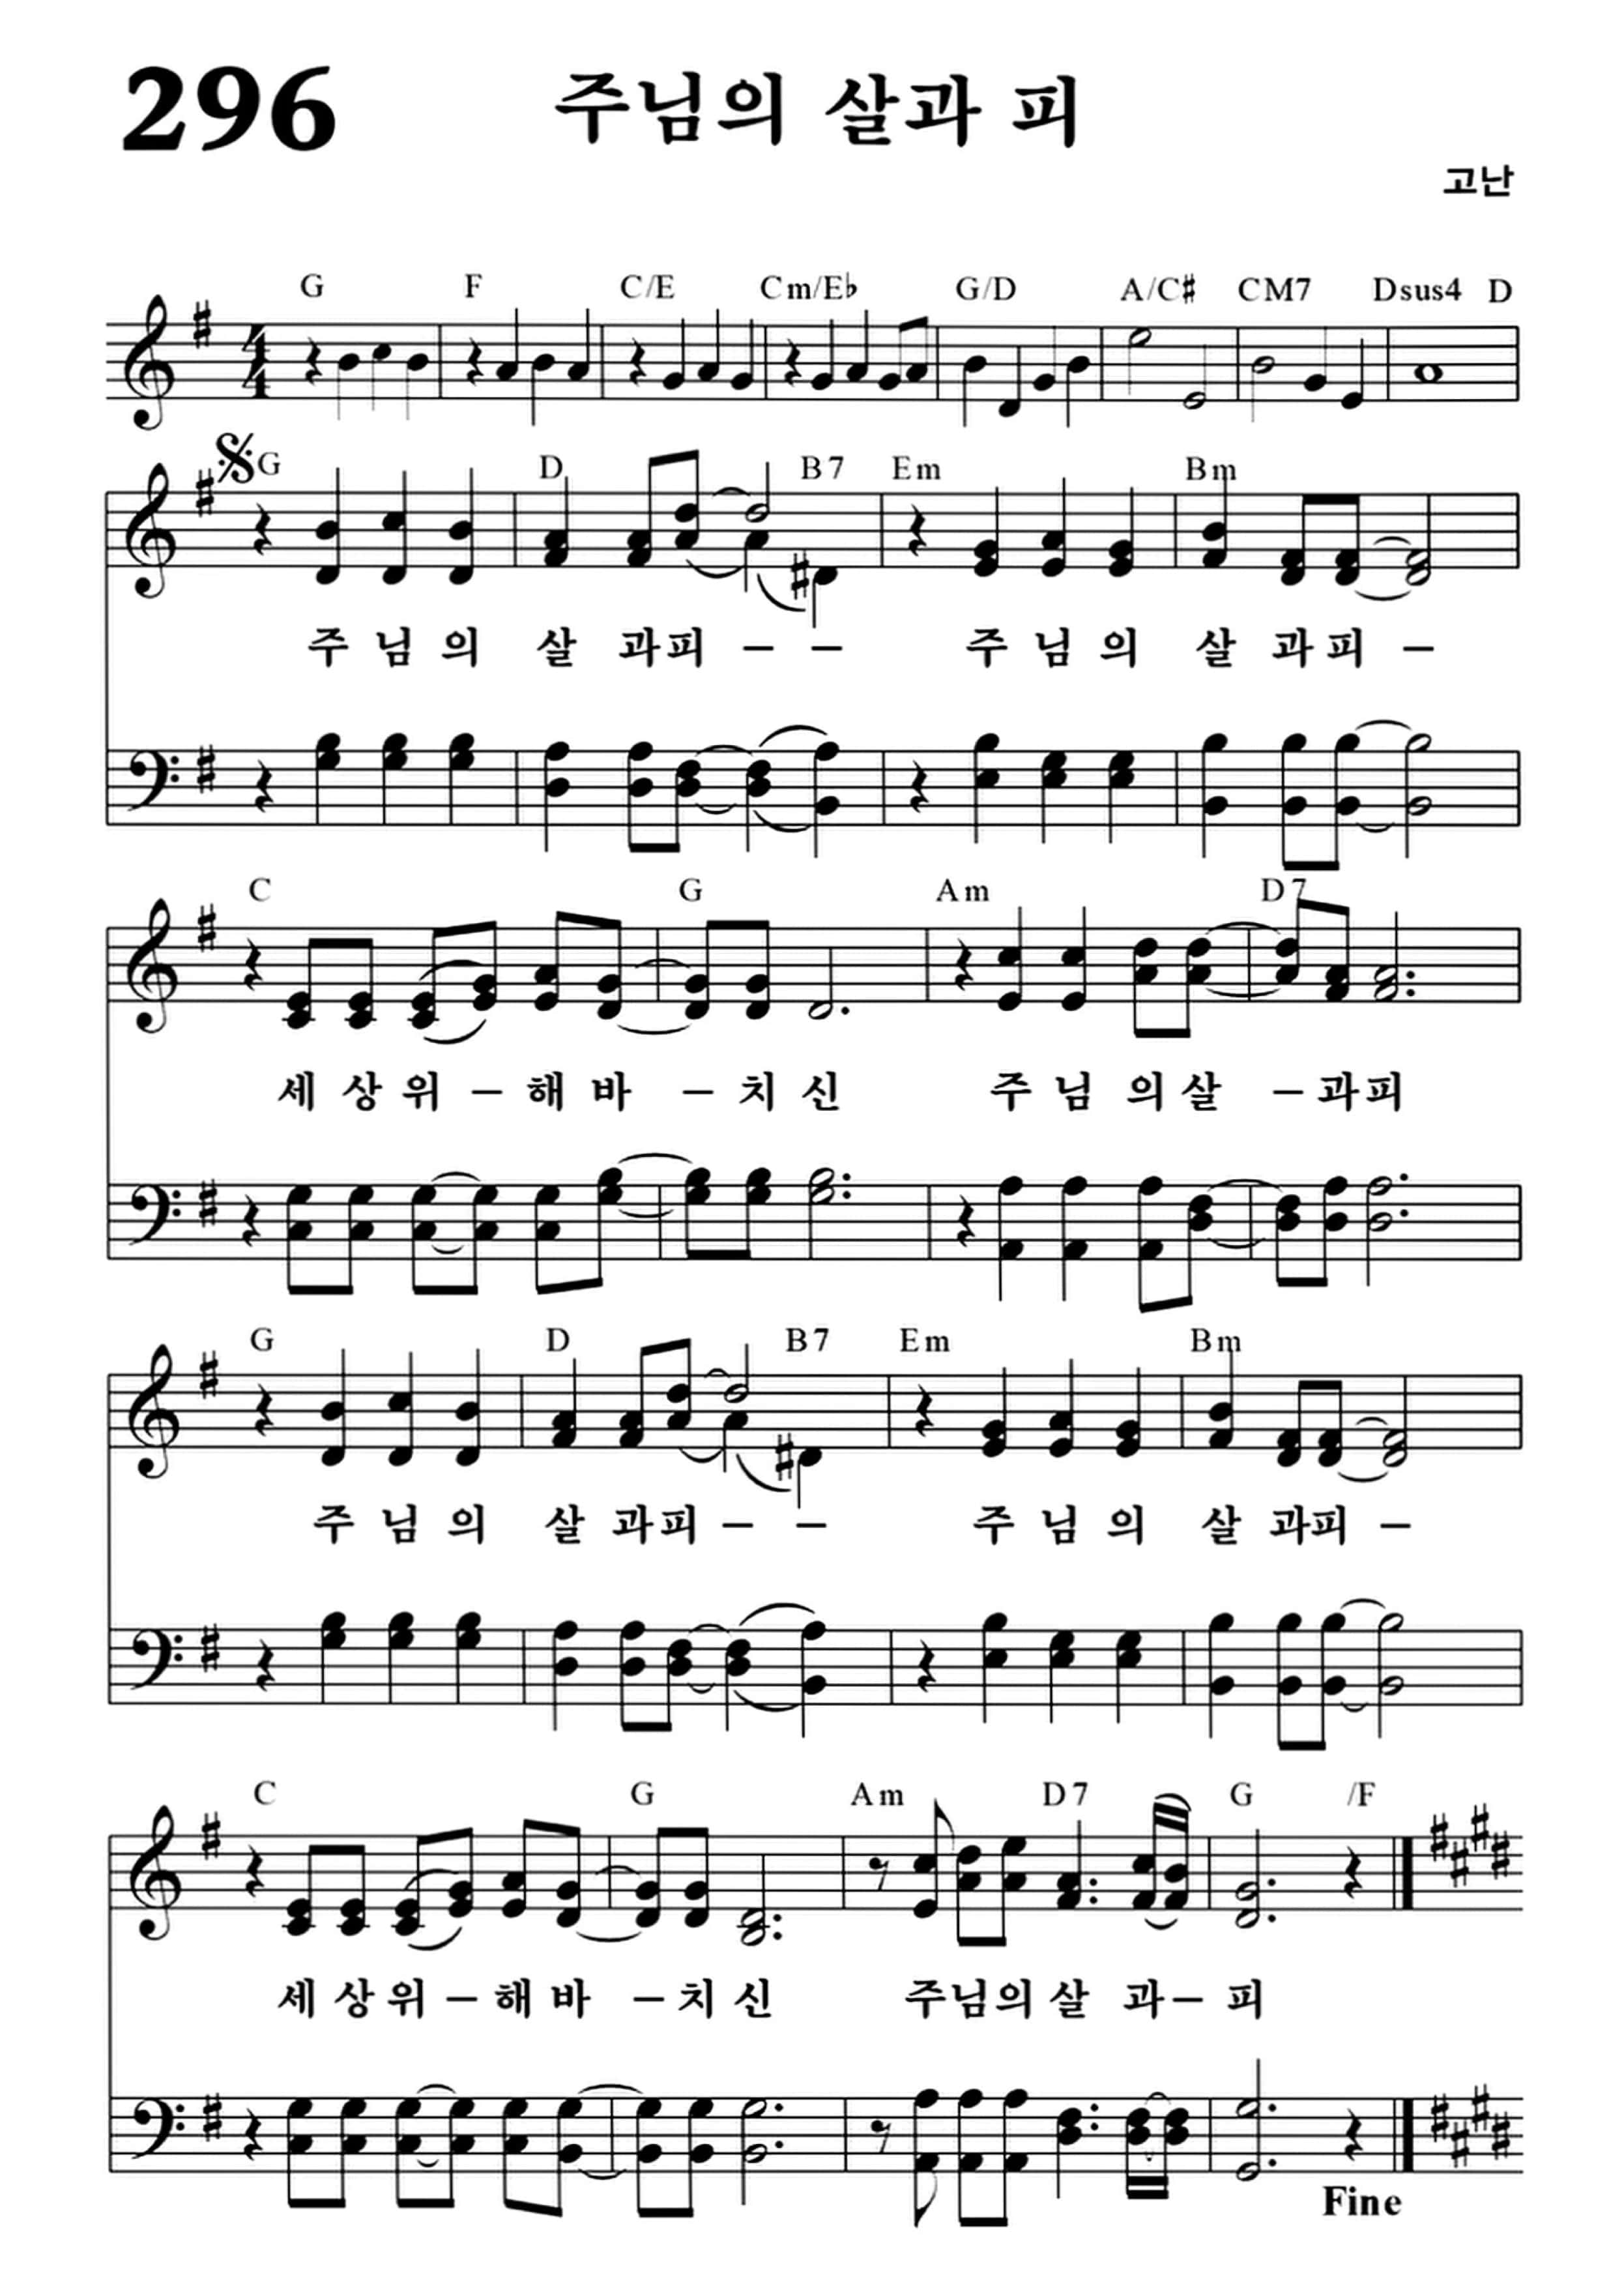 296 주님의 살과 피
고난
G F C/E Cm/E♭ G/D A/C♯ CM7 Dsus4 D
G D B7 Em Bm
주 님 의 살 과피 – – 주 님 의 살 과 피 –
C G Am D7
세 상 위 – 해 바 – 치 신 주 님 의 살 – 과피
G D B7 Em Bm
주 님 의 살 과피 – – 주 님 의 살 과피 –
C G Am D7 G /F
세 상 위 – 해 바 – 치 신 주님의 살 과 – 피
Fine